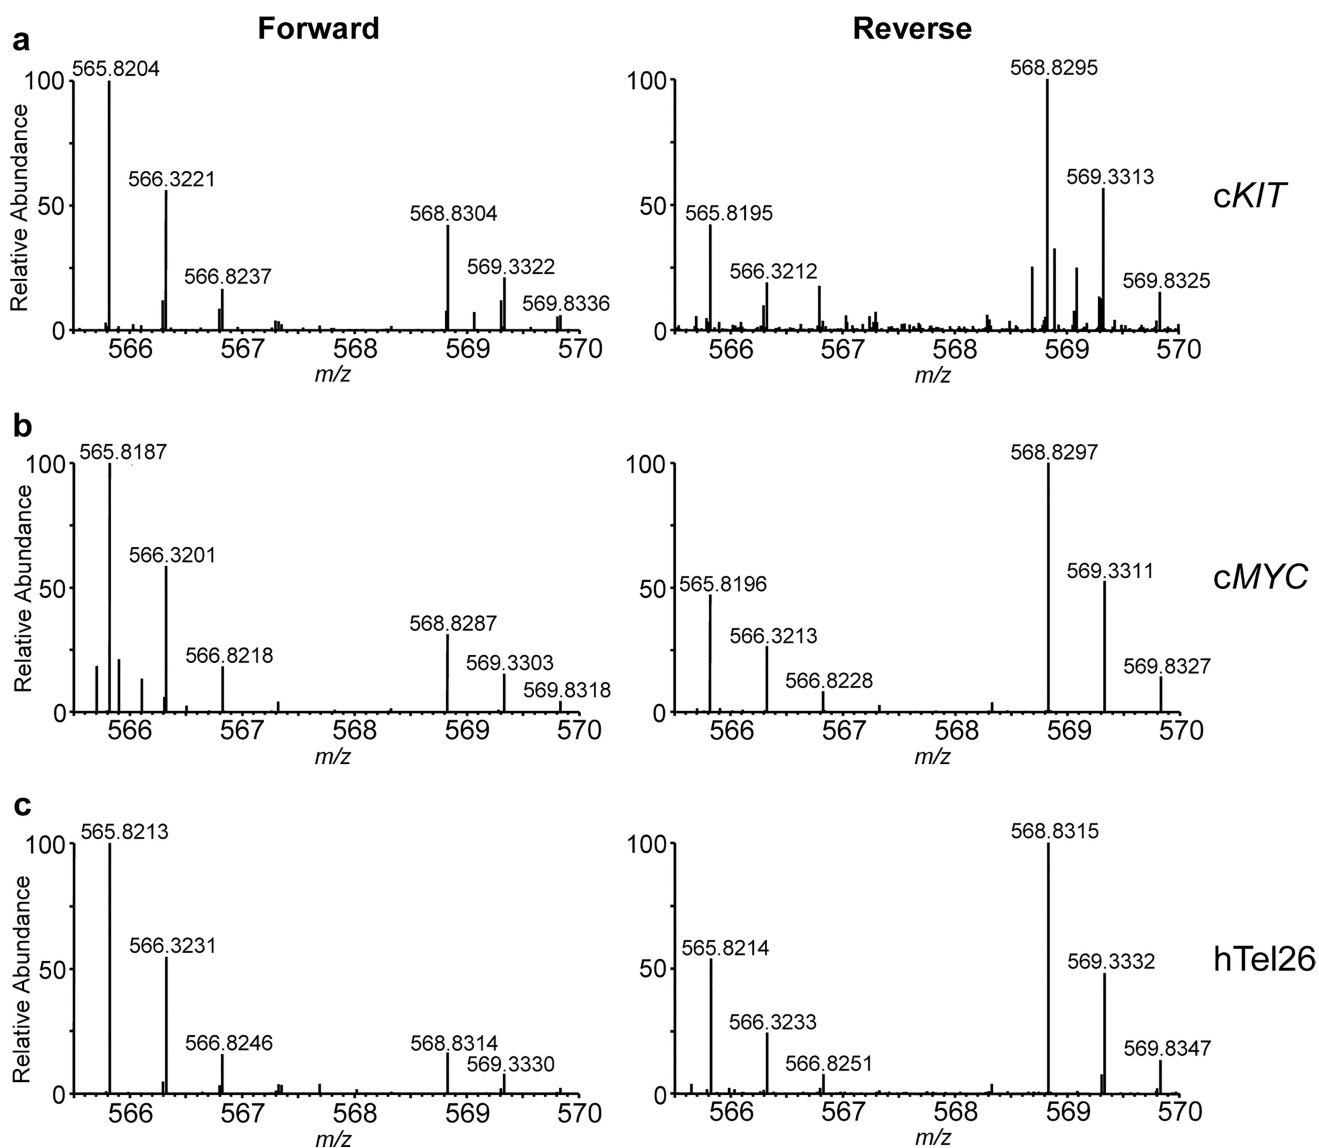 Forward
Reverse
a
Relative Abundance
100
50
0
565.8204
566.3221
566.8237
568.8304
569.3322
569.8336
566 567 568 569 570
m/z
100
50
0
565.8195
566.3212
568.8295
569.3313
569.8325
566 567 568 569 570
m/z
cKIT
b
Relative Abundance
100
50
0
565.8187
566.3201
566.8218
568.8287
569.3303
569.8318
566 567 568 569 570
m/z
100
50
0
565.8196
566.3213
566.8228
568.8297
569.3311
569.8327
566 567 568 569 570
m/z
cMYC
c
Relative Abundance
100
50
0
565.8213
566.3231
566.8246
568.8314
569.3330
566 567 568 569 570
m/z
100
50
0
565.8214
566.3233
566.8251
568.8315
569.3332
569.8347
566 567 568 569 570
m/z
hTel26